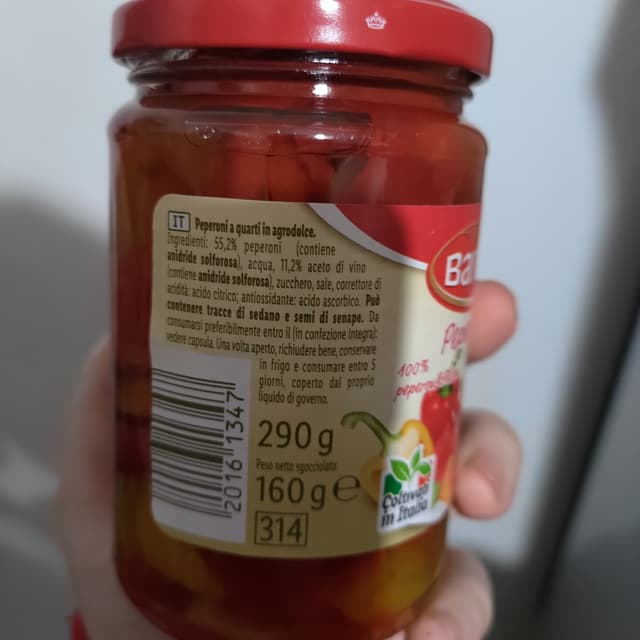 IT Peperoni a quarti in agrodolce.
Ingredienti: 55,2% peperoni (contiene
anidride solforosa), acqua, 11,2% aceto di vino
(contiene anidride solforosa), zucchero, sale, correttore di
acidità: acido citrico; antiossidante: acido ascorbico. Può
contenere tracce di sedano e semi di senape. Da
consumarsi preferibilmente entro il (in confezione integra):
vedere capsula. Una volta aperto, richiudere bene, conservare
in frigo e consumare entro 5
giorni, coperto dal proprio
liquido di governo.
290 g
Peso netto sgocciolato
160 g e
314
201611347
100%
Coltivati
in Italia